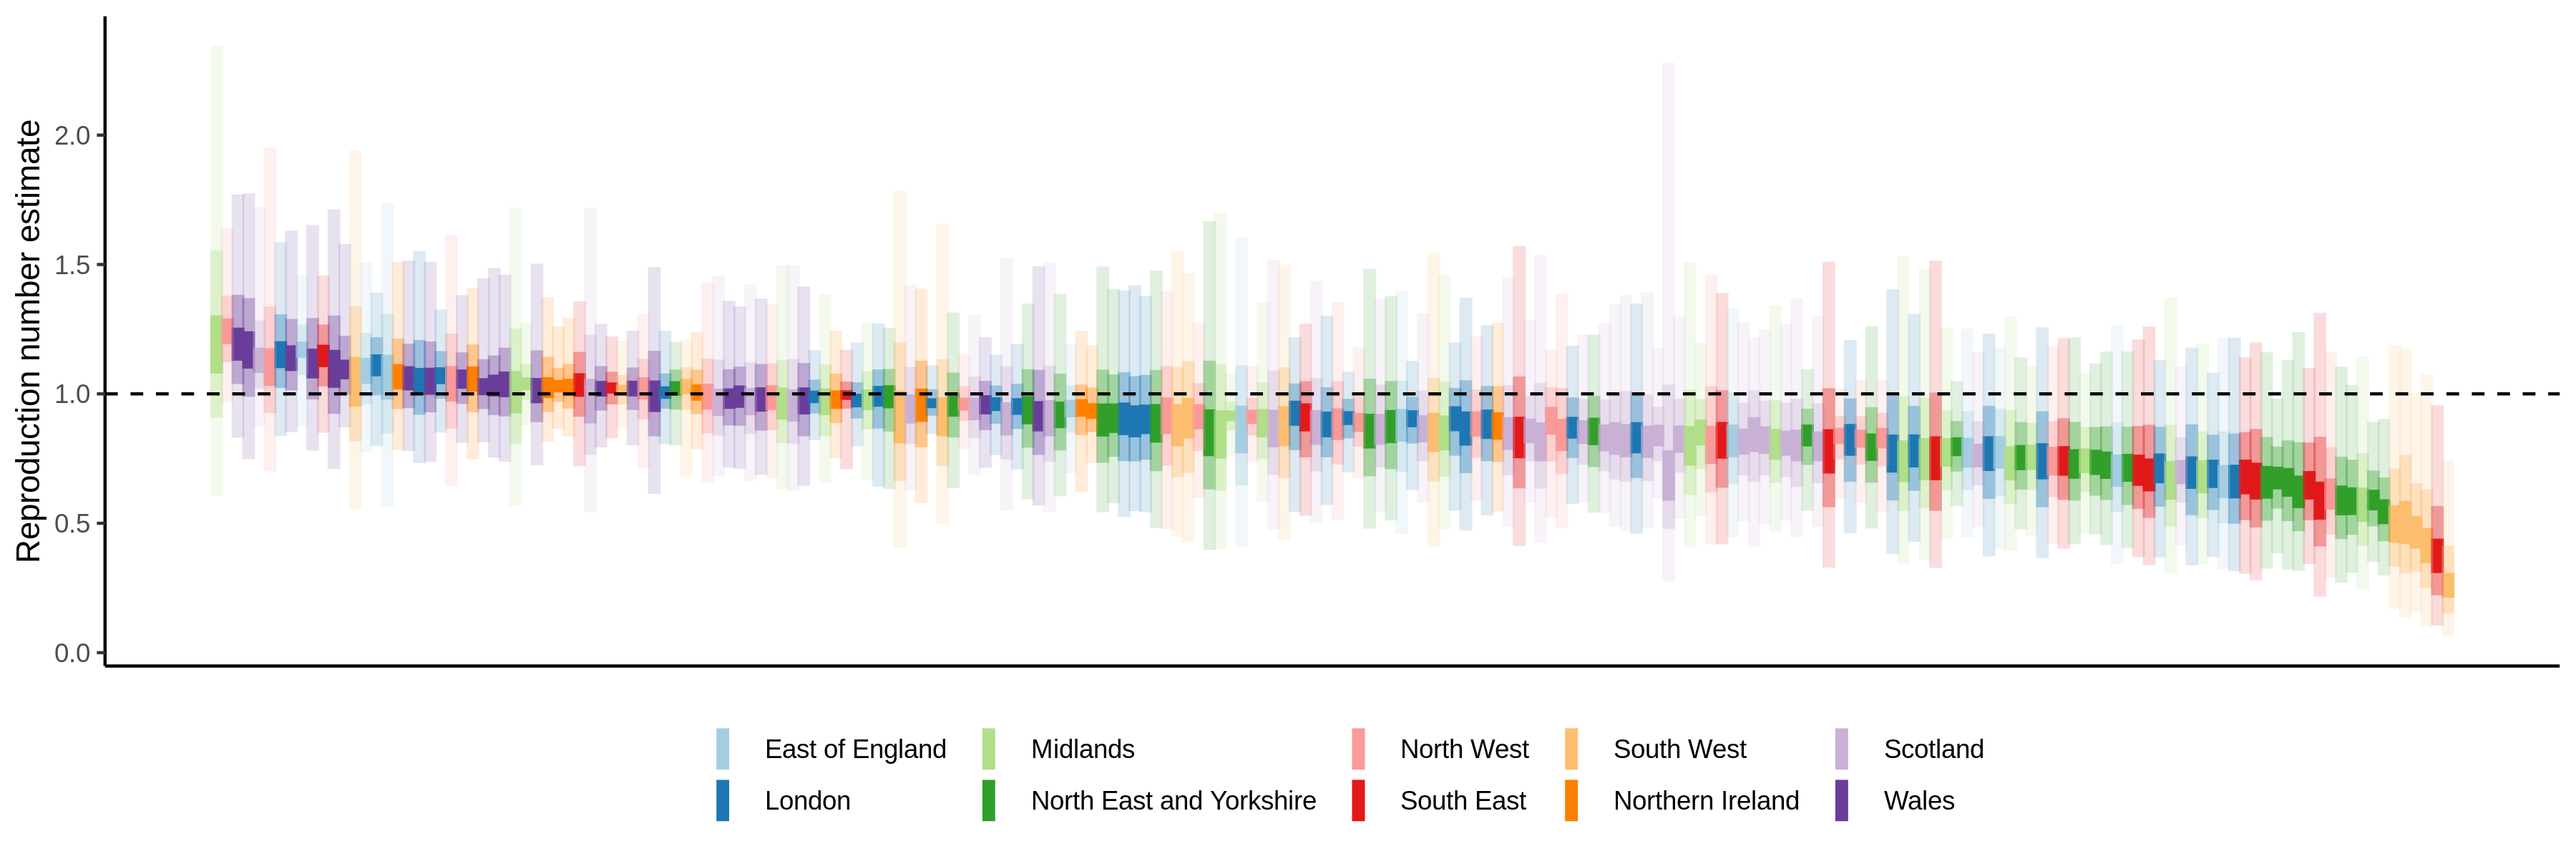 Reproduction number estimate
2.0
1.5
1.0
0.5
0.0
East of England Midlands North West South West Scotland
London North East and Yorkshire South East Northern Ireland Wales